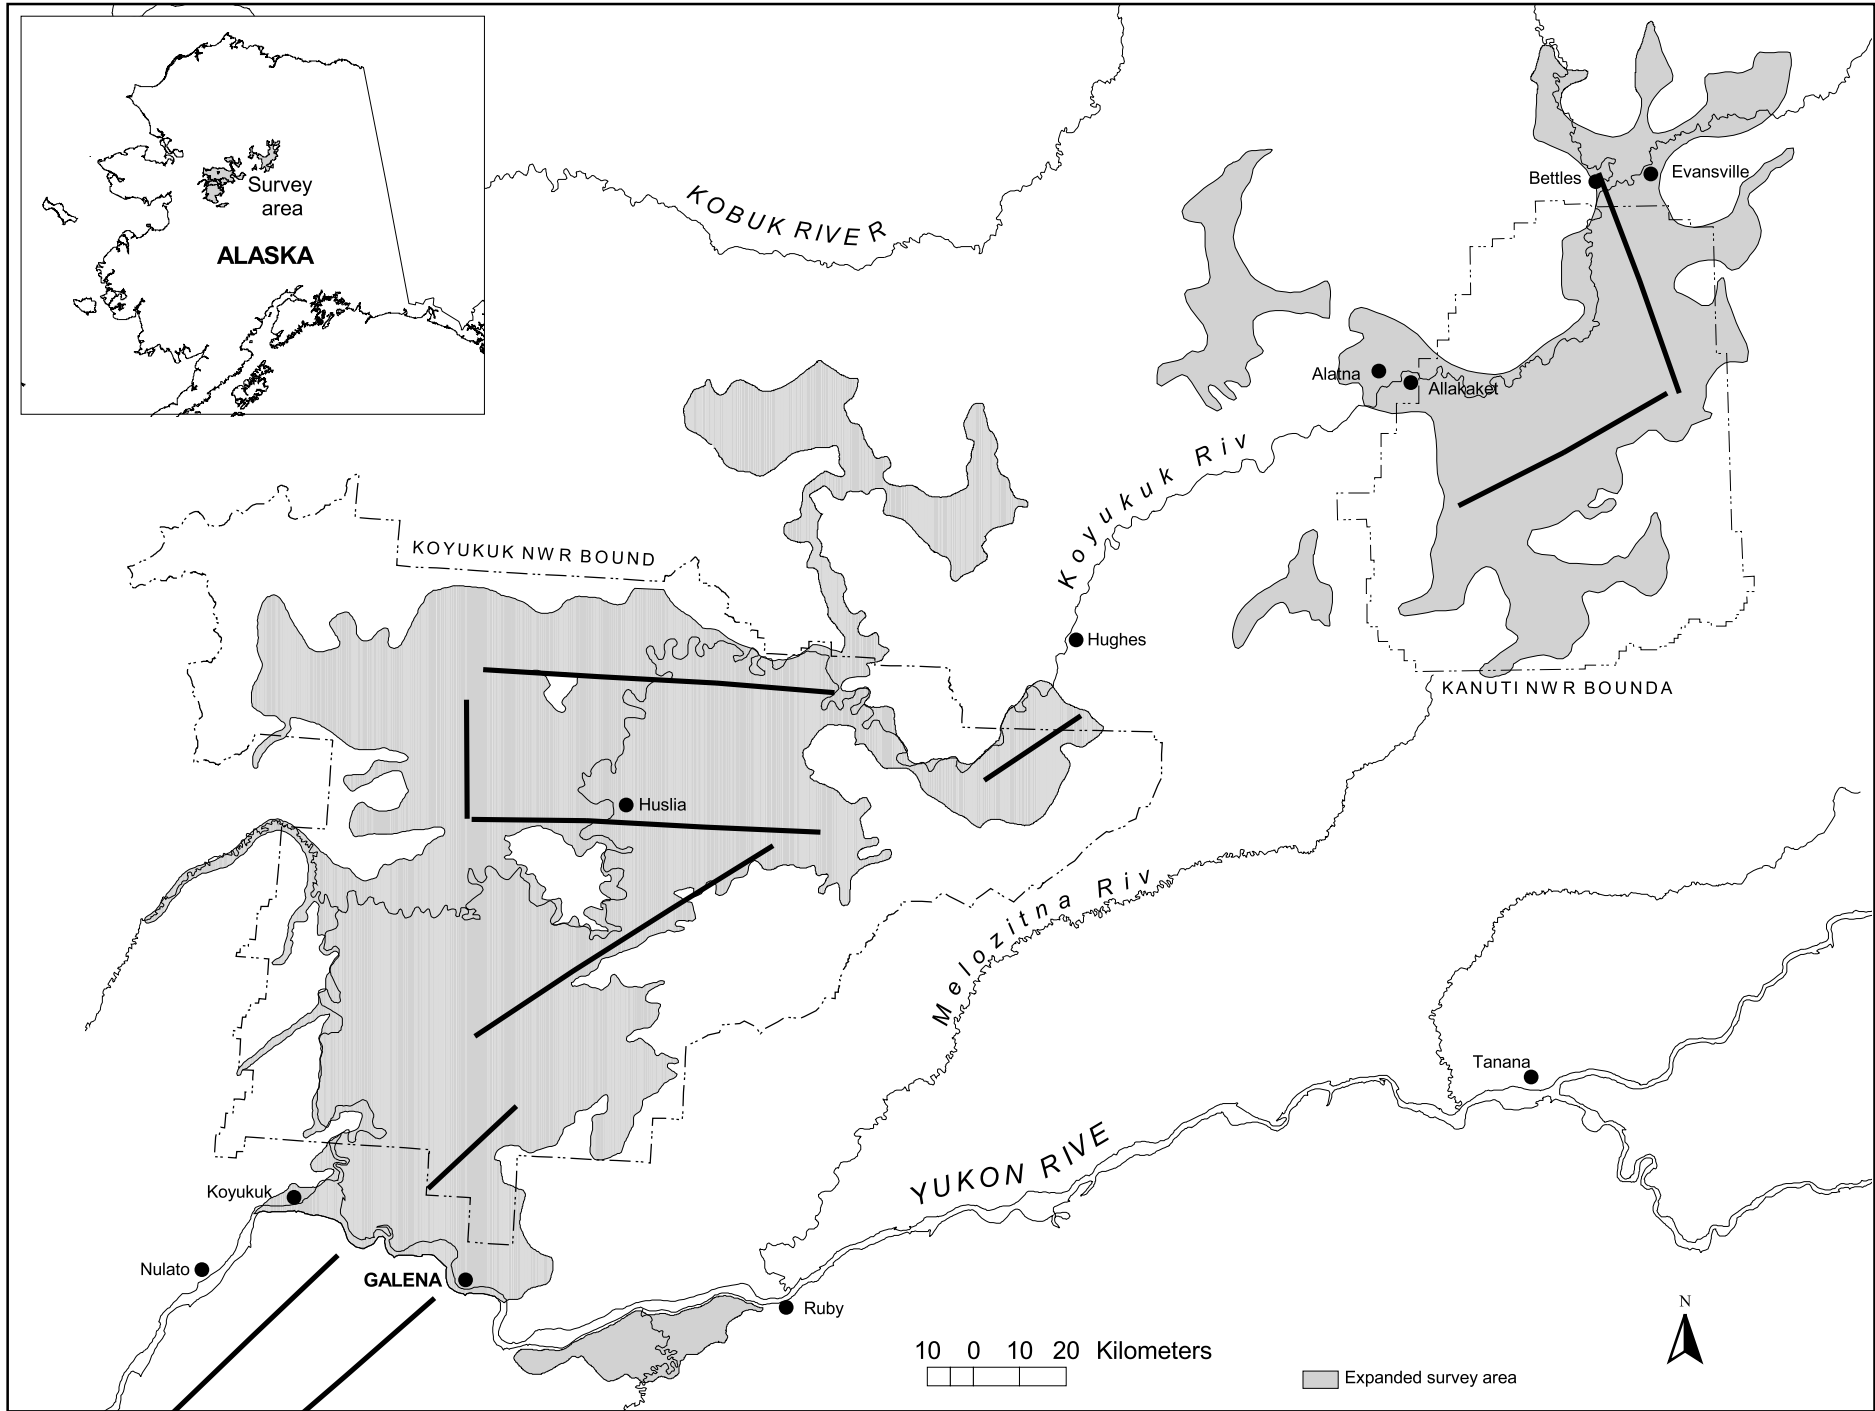 Survey
area
ALASKA
KOBUK RIVER
Bettles
Evansville
Alatna
Allakaket
Koyukuk Riv
KOYUKUK NWR BOUND
Hughes
KANUTI NWR BOUNDA
Huslia
Melozitna Riv
Tanana
YUKON RIVE
Koyukuk
Nulato
GALENA
Ruby
N
10 0 10 20 Kilometers
Expanded survey area